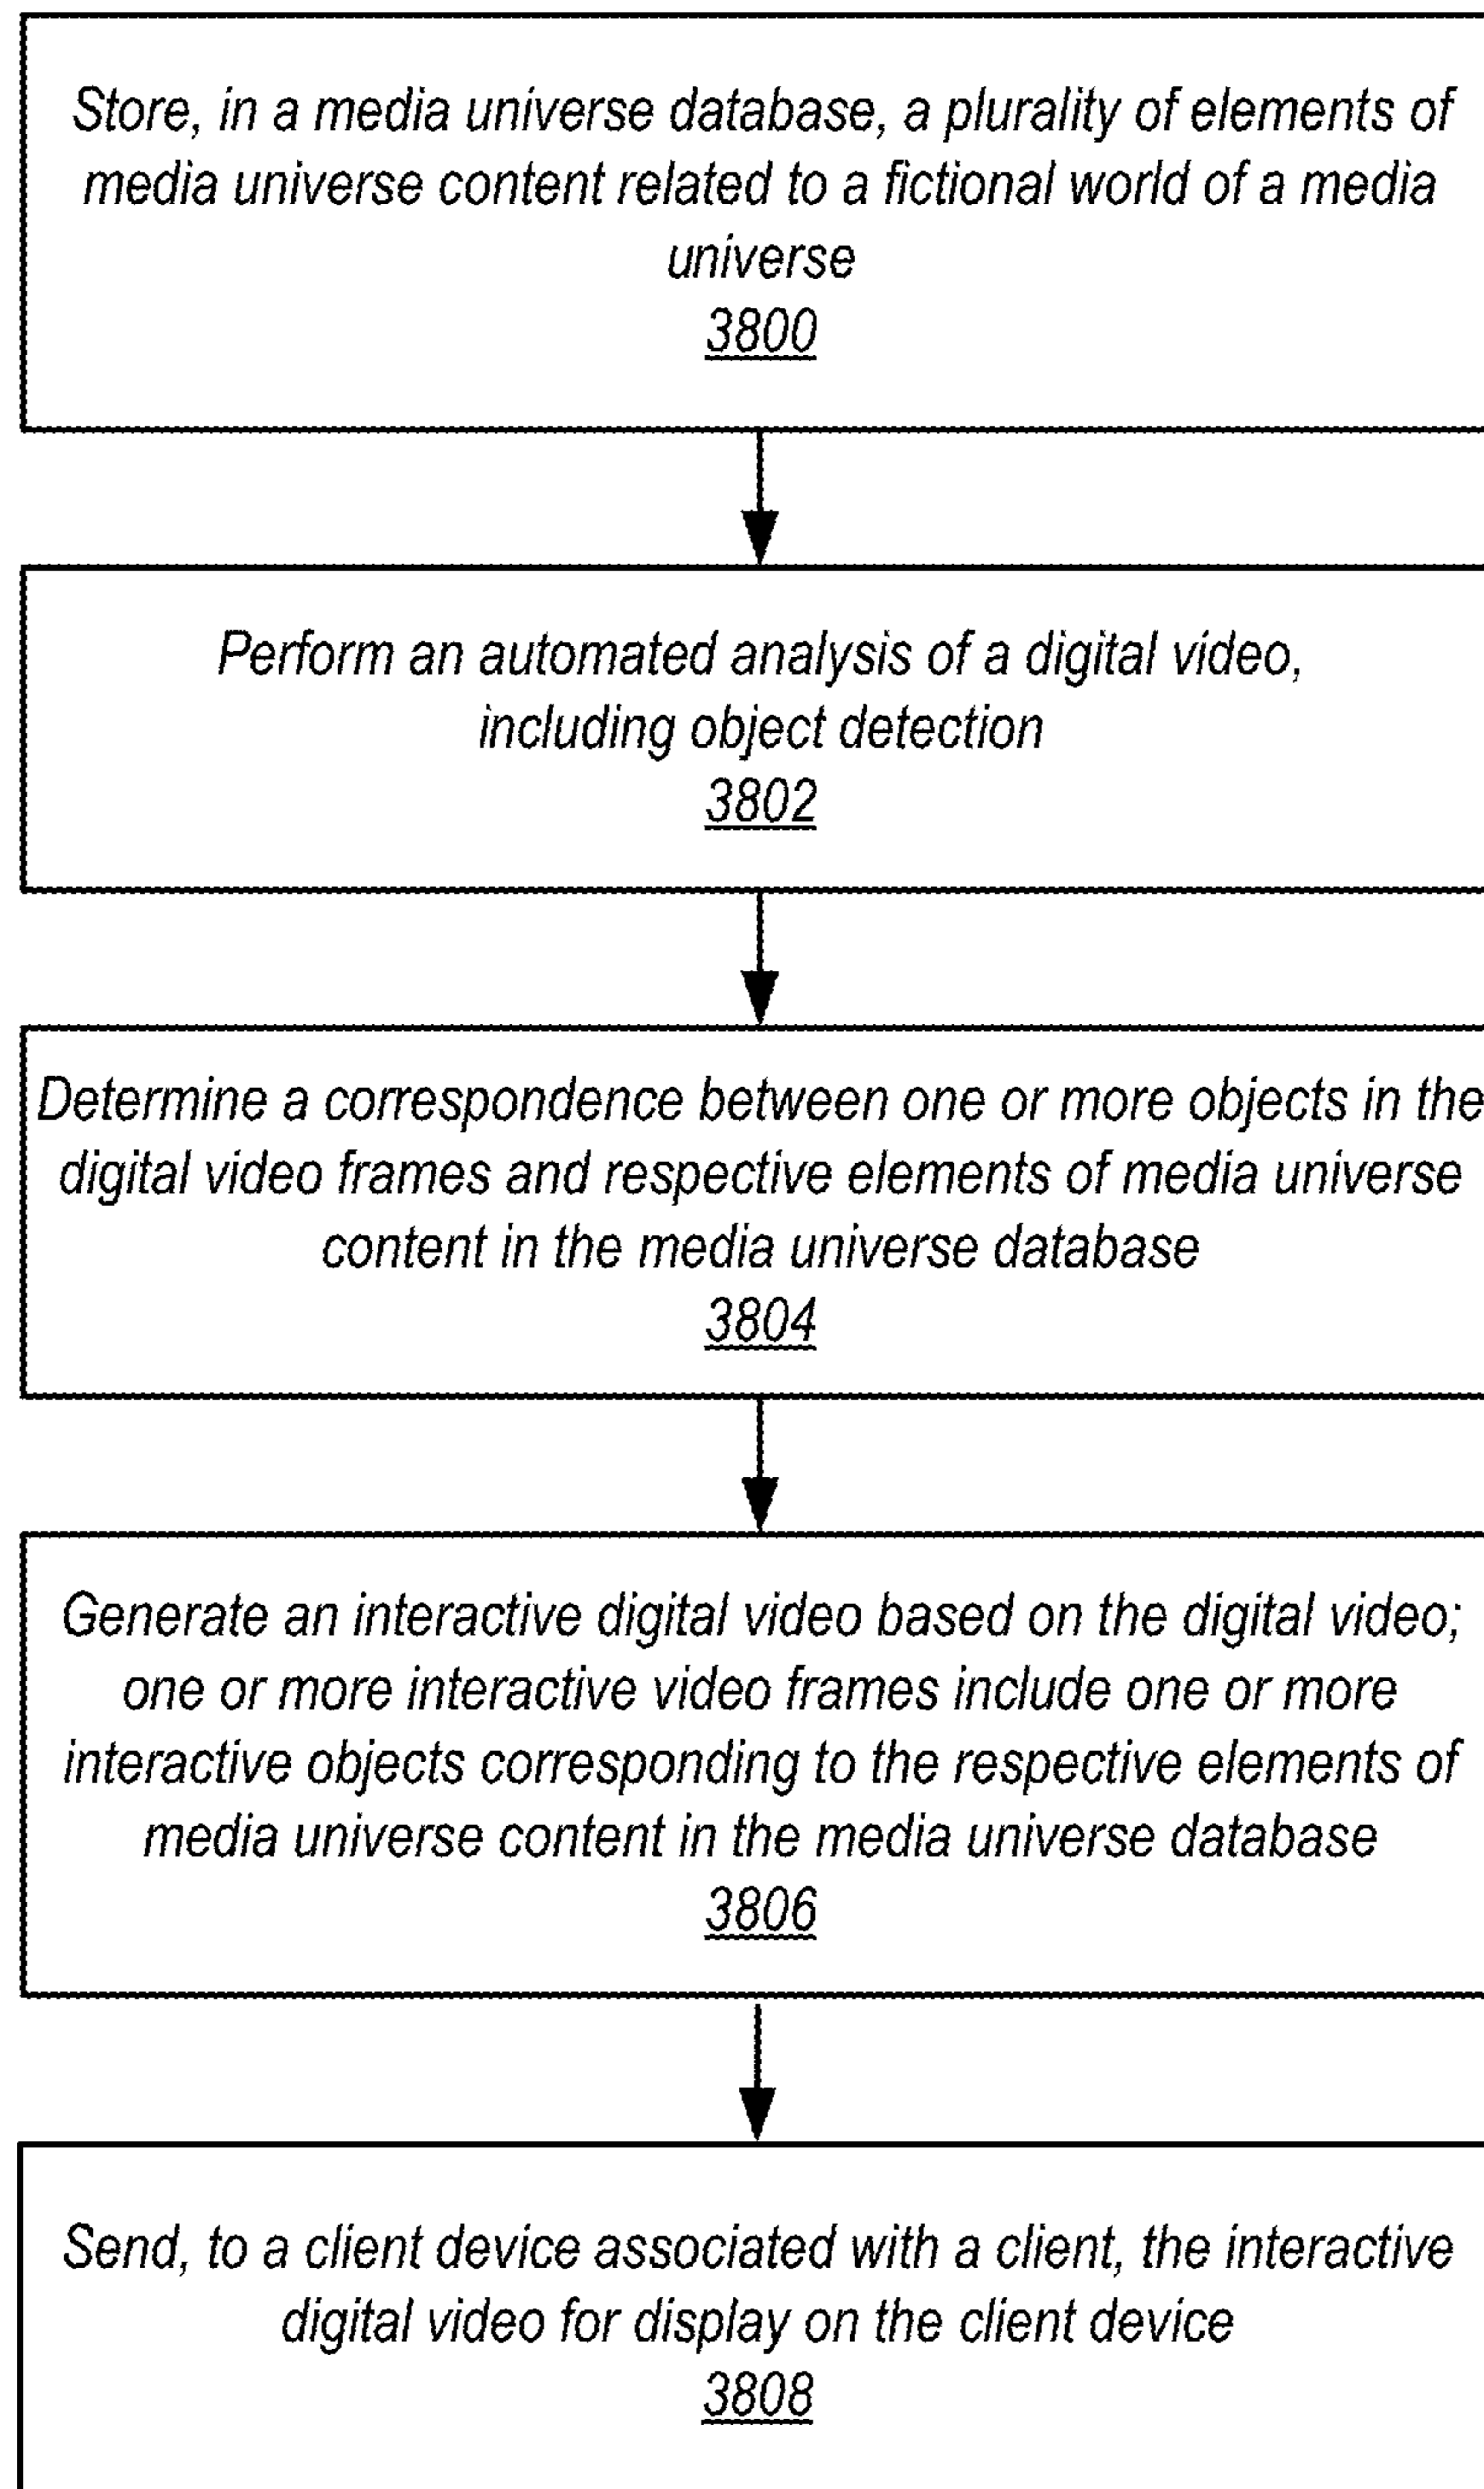 Store, in a media universe database, a plurality of elements of
media universe content related to a fictional world of a media
universe
3800
Perform an automated analysis of a digital video,
including object detection
3802
Determine a correspondence between one or more objects in the
digital video frames and respective elements of media universe
content in the media universe database
3804
Generate an interactive digital video based on the digital video;
one or more interactive video frames include one or more
interactive objects corresponding to the respective elements of
media universe content in the media universe database
3806
Send, to a client device associated with a client, the interactive
digital video for display on the client device
3808